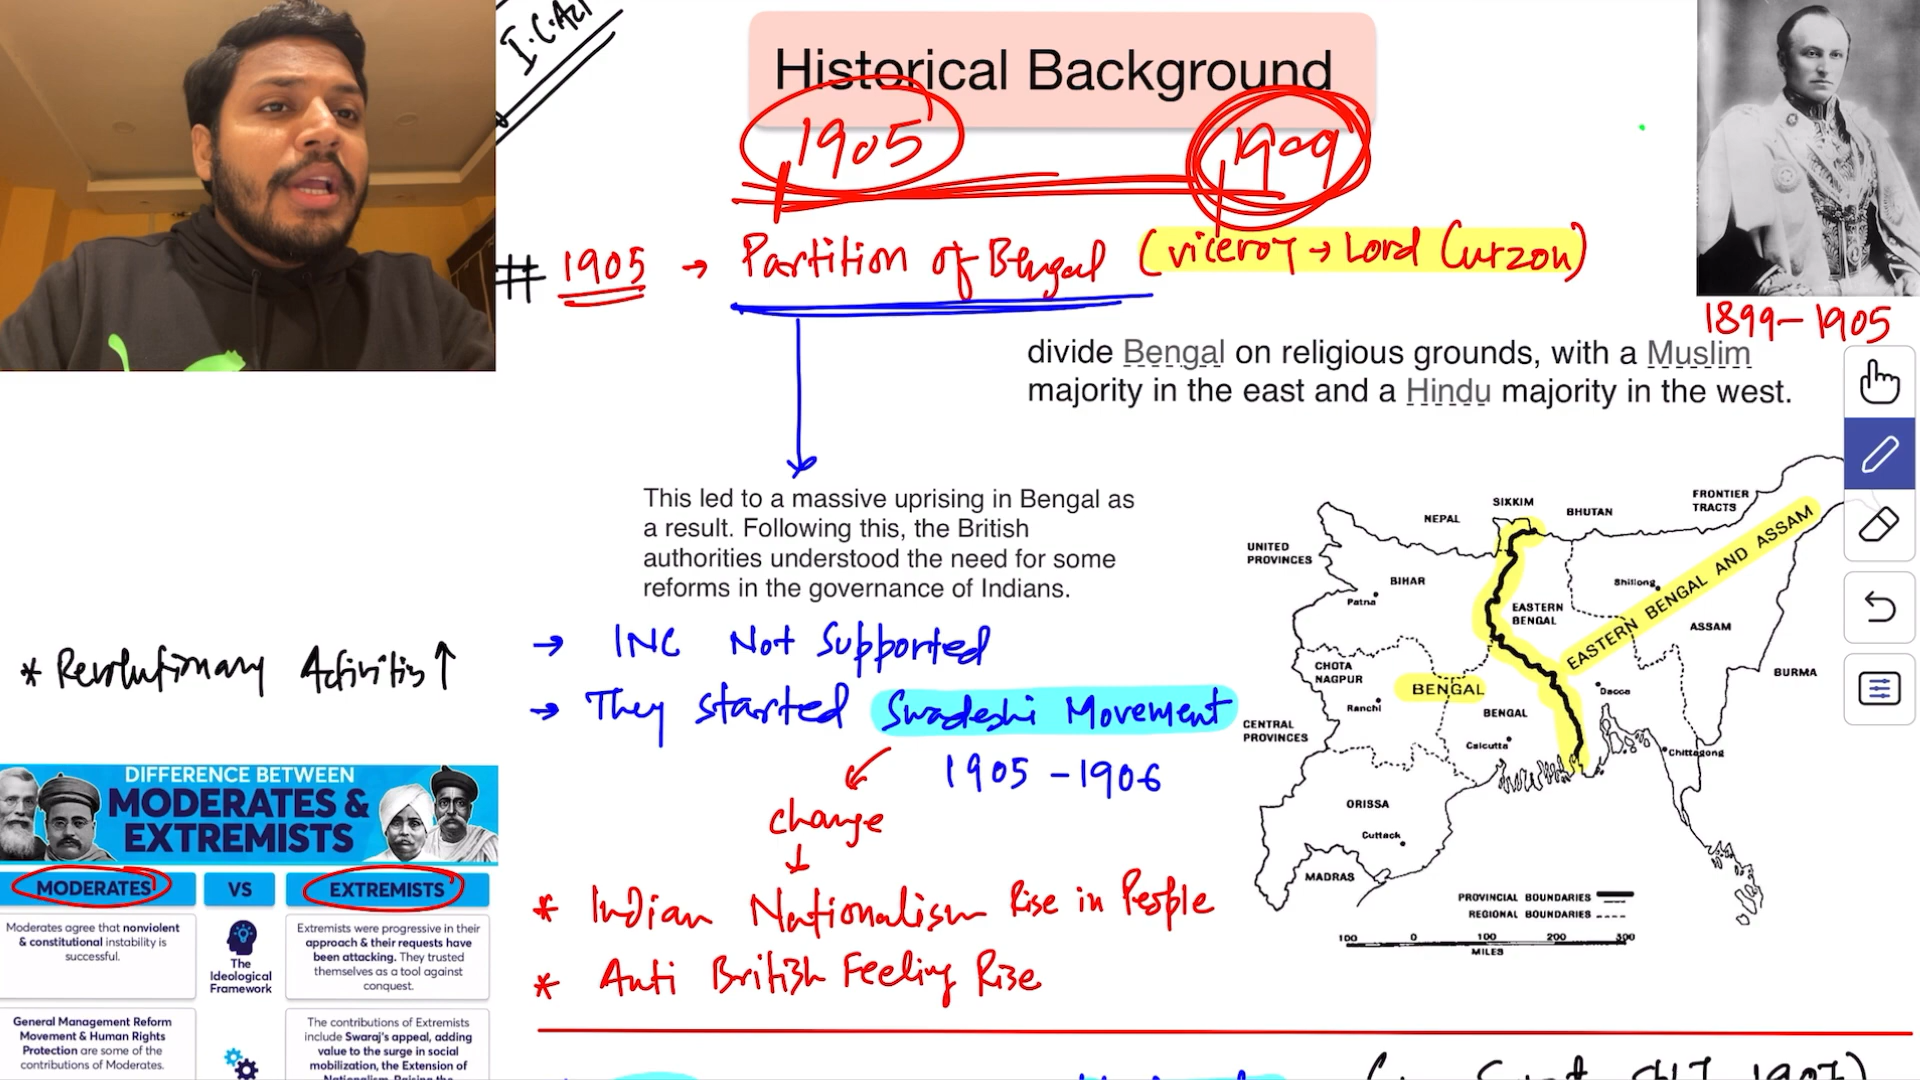 I.C.Act
Historical Background
1905
1909
# 1905 → Partition of Bengal (viceroy → Lord Curzon)
1899-1905
divide Bengal on religious grounds, with a Muslim
majority in the east and a Hindu majority in the west.
This led to a massive uprising in Bengal as
a result. Following this, the British
authorities understood the need for some
reforms in the governance of Indians.
→ INC Not Supported
→ They started Swadeshi Movement
1905 - 1906
change
* Indian Nationalism Rise in People
* Anti British Feeling Rise
* Revolutionary Activities ↑
DIFFERENCE BETWEEN
MODERATES &
EXTREMISTS
MODERATES
VS
EXTREMISTS
Moderates agree that nonviolent
& constitutional instability is
successful.
The
Ideological
Framework
Extremists were progressive in their
approach & their requests have
been attacking. They trusted
themselves as a tool against
conquest.
General Management Reform
Movement & Human Rights
Protection are some of the
contributions of Moderates.
The contributions of Extremists
include Swaraj's appeal, adding
value to the surge in social
mobilization, the Extension of
SIKKIM
FRONTIER
TRACTS
NEPAL
BHUTAN
UNITED
PROVINCES
BIHAR
Patna
Shillong
EASTERN BENGAL AND ASSAM
EASTERN
BENGAL
ASSAM
CHOTA
NAGPUR
BENGAL
Ranchi
Dacca
BURMA
BENGAL
CENTRAL
PROVINCES
Calcutta
Chittagong
ORISSA
Cuttack
MADRAS
PROVINCIAL BOUNDARIES
REGIONAL BOUNDARIES
100 0 100 200 300
MILES